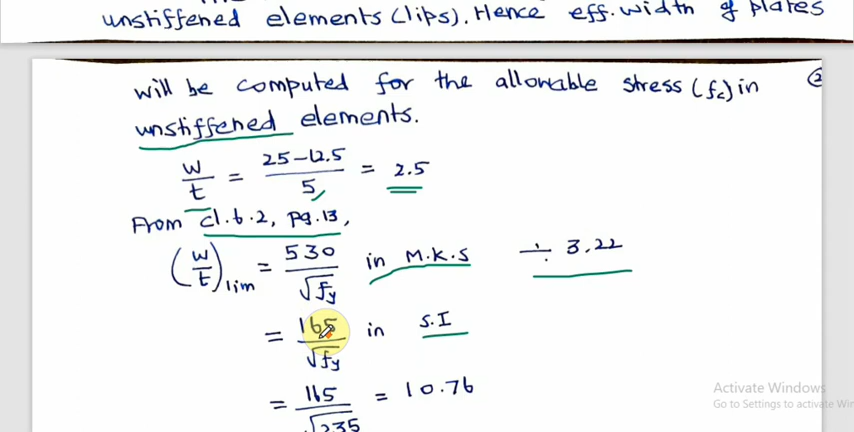 unstiffened elements (lips). Hence eff. width of plates
will be computed for the allowable stress (fc) in ②
unstiffened elements.
w/t = 25-12.5/5 = 2.5
From cl.6.2, pg.13,
(w/t)lim = 530/√fy in M.K.S ÷ 3.22
= 165/√fy in S.I
= 165/√235 = 10.76
Activate Windows
Go to Settings to activate Win